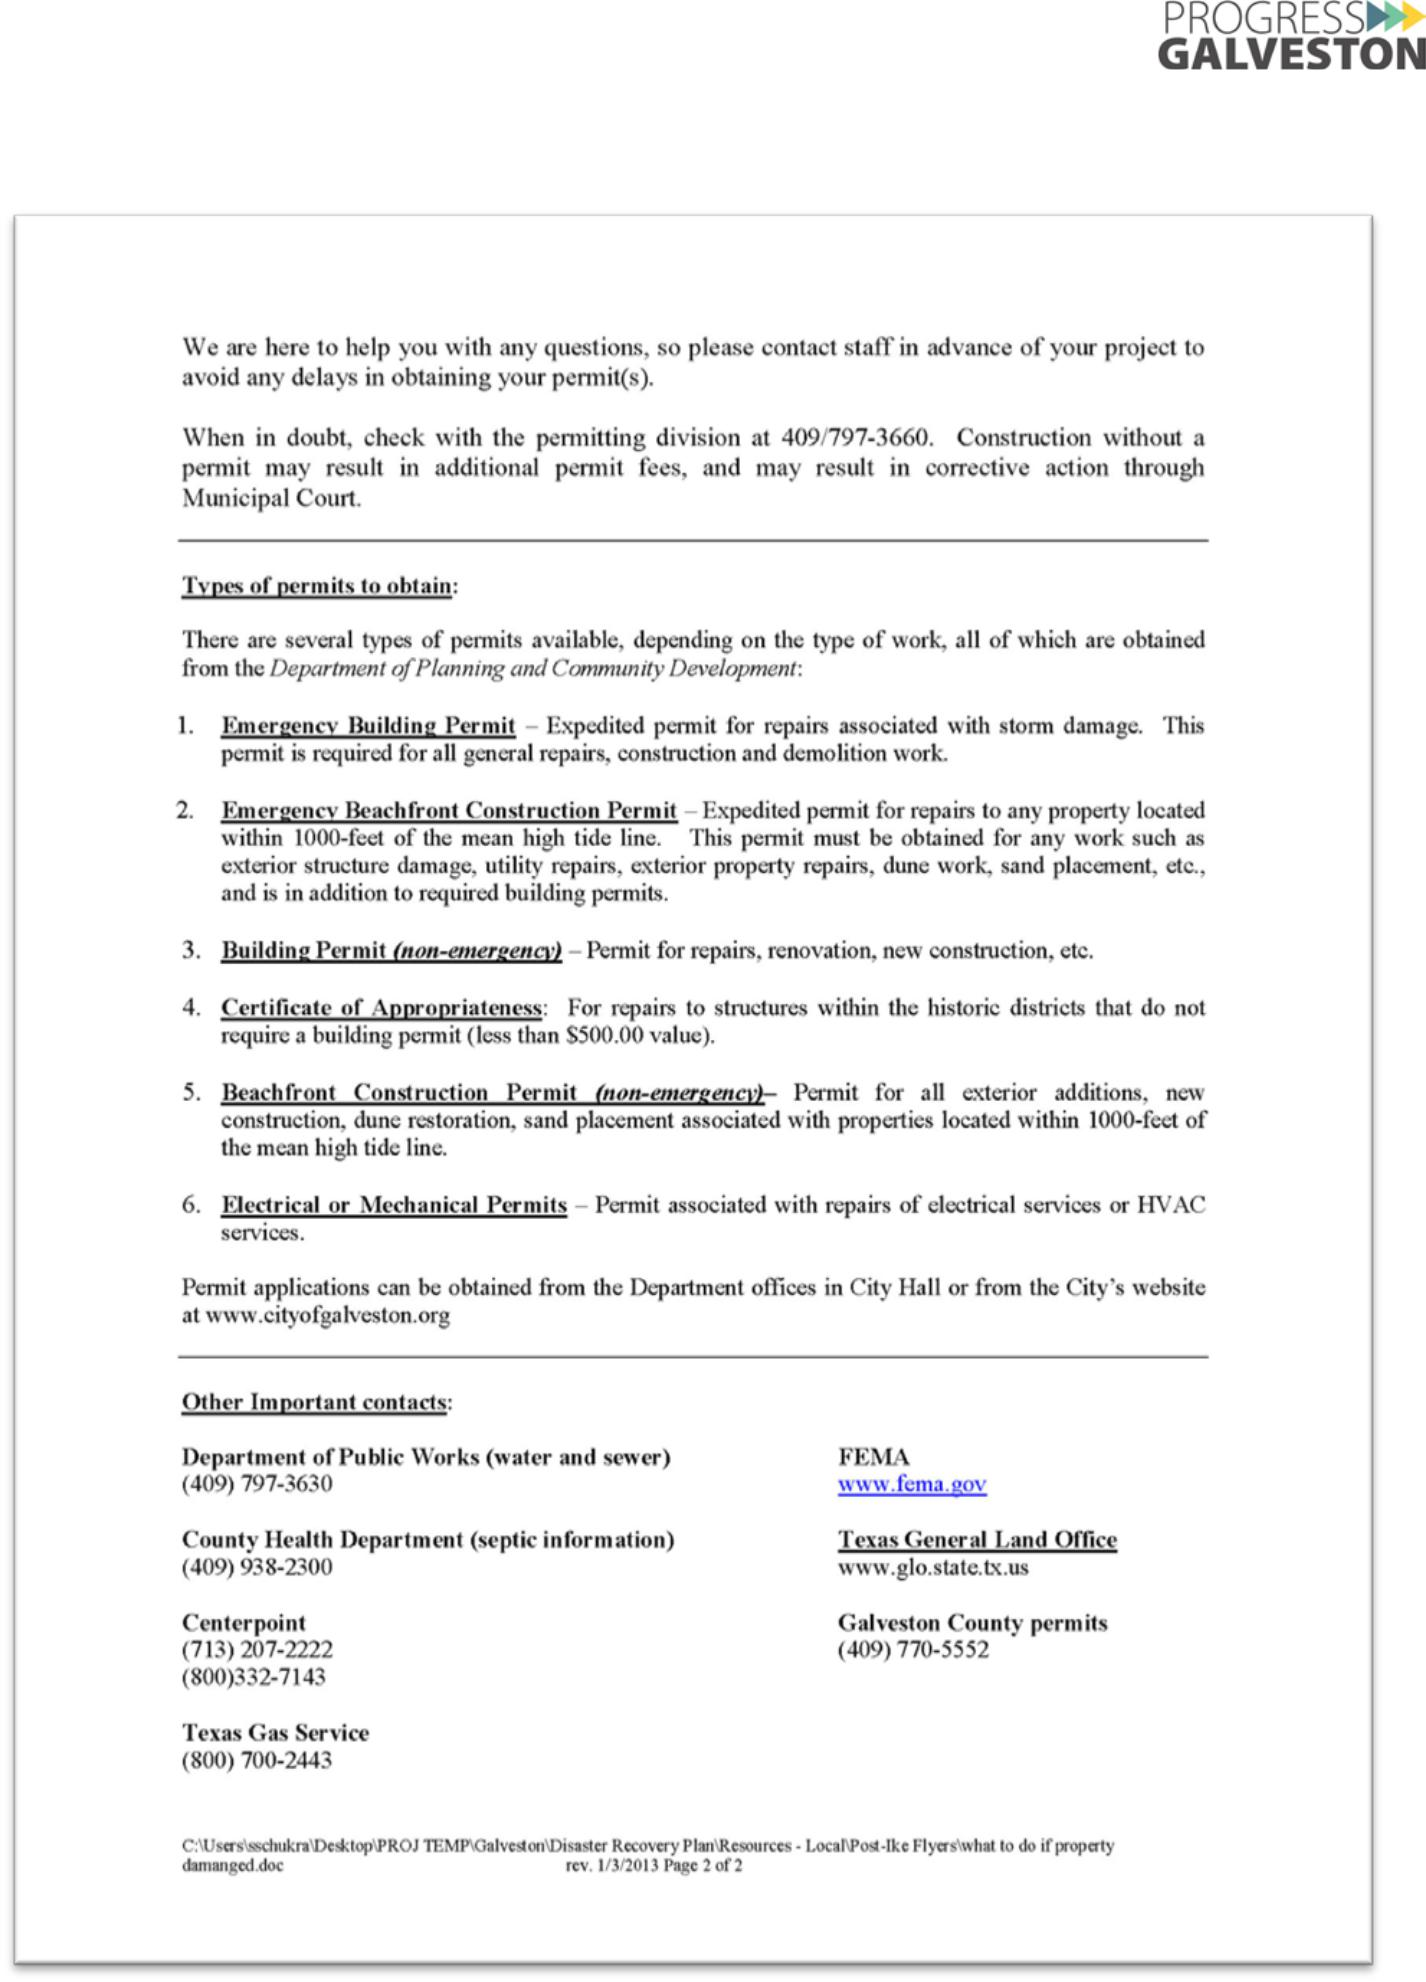 PROGRESS
GALVESTON
We are here to help you with any questions, so please contact staff in advance of your project to
avoid any delays in obtaining your permit(s).
When in doubt, check with the permitting division at 409/797-3660. Construction without a
permit may result in additional permit fees, and may result in corrective action through
Municipal Court.
Types of permits to obtain:
There are several types of permits available, depending on the type of work, all of which are obtained
from the Department of Planning and Community Development:
1. Emergency Building Permit – Expedited permit for repairs associated with storm damage. This
permit is required for all general repairs, construction and demolition work.
2. Emergency Beachfront Construction Permit – Expedited permit for repairs to any property located
within 1000-feet of the mean high tide line. This permit must be obtained for any work such as
exterior structure damage, utility repairs, exterior property repairs, dune work, sand placement, etc.,
and is in addition to required building permits.
3. Building Permit (non-emergency) – Permit for repairs, renovation, new construction, etc.
4. Certificate of Appropriateness: For repairs to structures within the historic districts that do not
require a building permit (less than $500.00 value).
5. Beachfront Construction Permit (non-emergency)– Permit for all exterior additions, new
construction, dune restoration, sand placement associated with properties located within 1000-feet of
the mean high tide line.
6. Electrical or Mechanical Permits – Permit associated with repairs of electrical services or HVAC
services.
Permit applications can be obtained from the Department offices in City Hall or from the City's website
at www.cityofgalveston.org
Other Important contacts:
Department of Public Works (water and sewer)
(409) 797-3630
County Health Department (septic information)
(409) 938-2300
Centerpoint
(713) 207-2222
(800)332-7143
Texas Gas Service
(800) 700-2443
FEMA
www.fema.gov
Texas General Land Office
www.glo.state.tx.us
Galveston County permits
(409) 770-5552
C:\Users\sschukra\Desktop\PROJ TEMP\Galveston\Disaster Recovery Plan\Resources - Local\Post-Ike Flyers\what to do if property
damanged.doc rev. 1/3/2013 Page 2 of 2